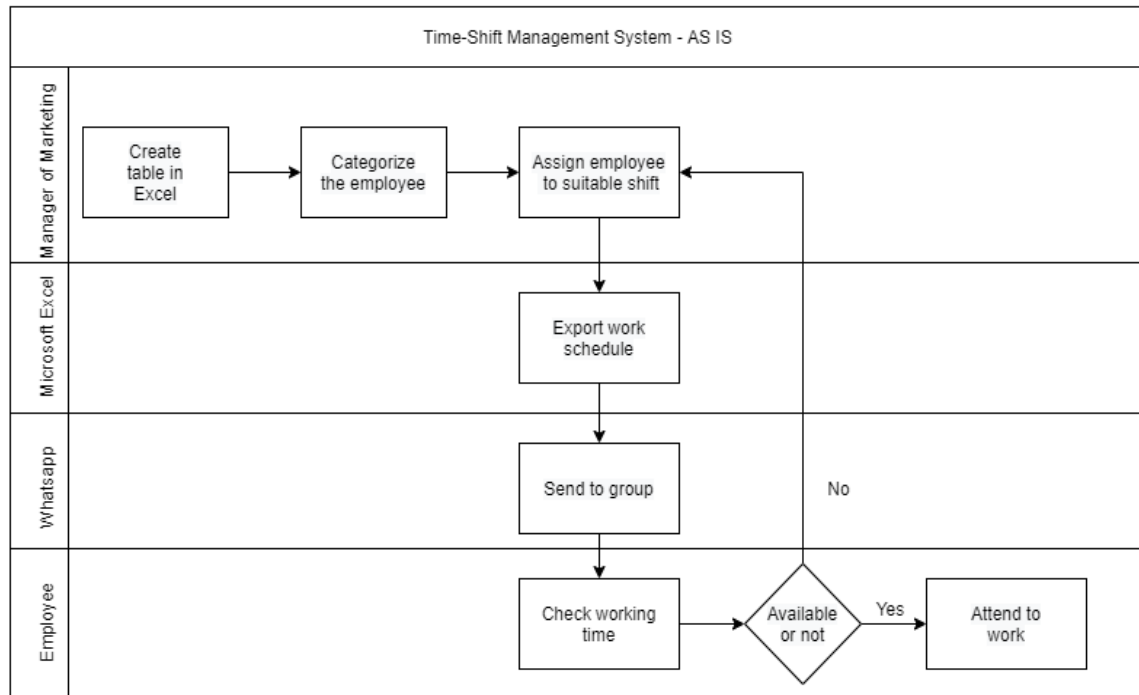 Time-Shift Management System - AS IS
Manager of Marketing
Create
table in
Excel
Categorize
the employee
Assign employee
to suitable shift
Microsoft Excel
Export work
schedule
Whatsapp
Send to group
No
Employee
Check working
time
Available
or not
Yes
Attend to
work